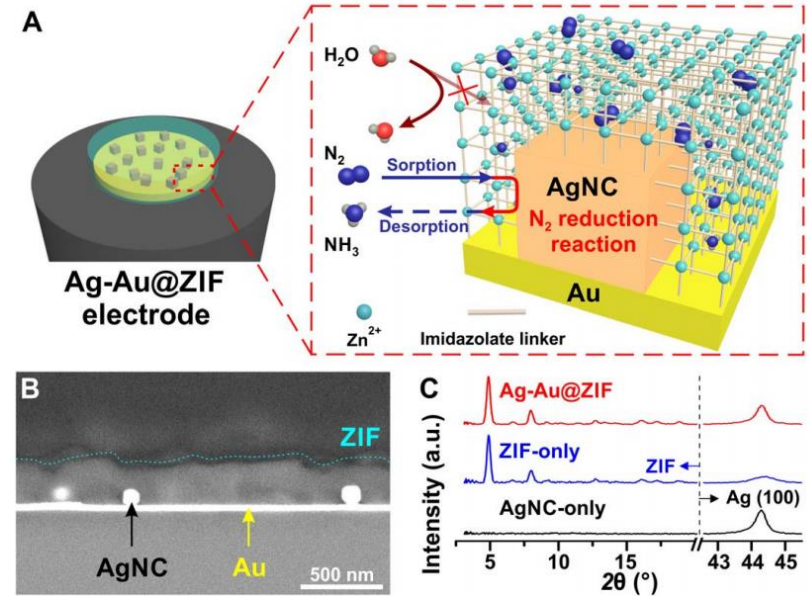 A
H₂O
N₂
Sorption
Desorption
NH₃
AgNC
N₂ reduction
reaction
Au
Ag-Au@ZIF
electrode
Zn²⁺
Imidazolate linker
B
ZIF
AgNC
Au
500 nm
C
Ag-Au@ZIF
ZIF-only
ZIF
AgNC-only
Ag (100)
Intensity (a.u.)
5 10 15 43 44 45
2θ (°)